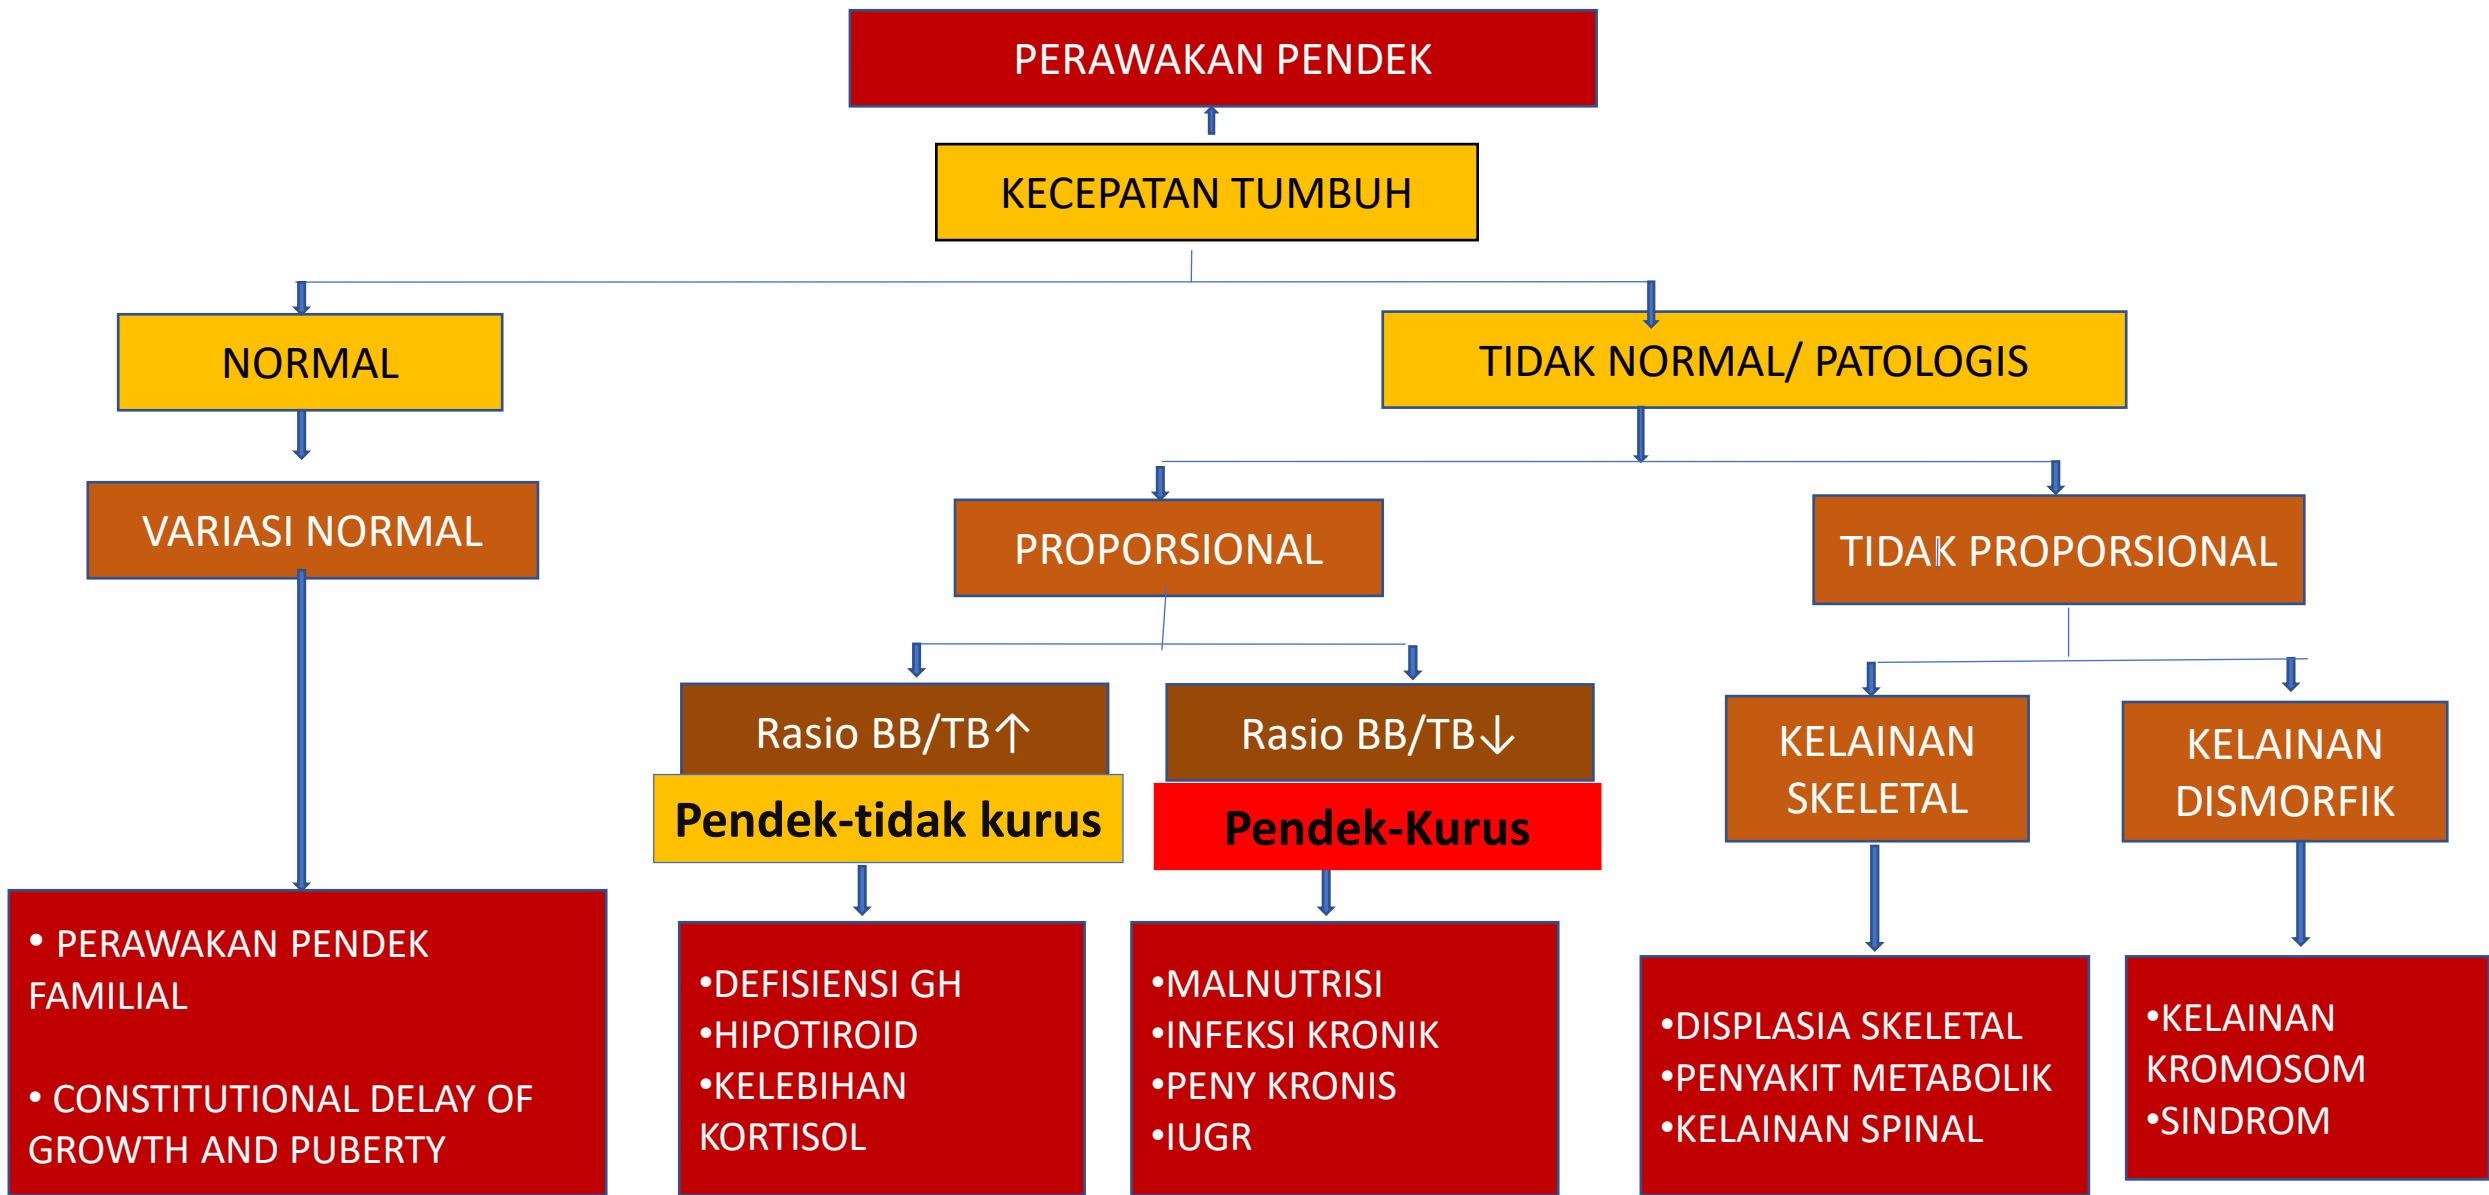 PERAWAKAN PENDEK
KECEPATAN TUMBUH
NORMAL
TIDAK NORMAL/ PATOLOGIS
VARIASI NORMAL
PROPORSIONAL
TIDAK PROPORSIONAL
Rasio BB/TB↑
Rasio BB/TB↓
Pendek-tidak kurus
Pendek-Kurus
KELAINAN
SKELETAL
KELAINAN
DISMORFIK
• PERAWAKAN PENDEK
FAMILIAL
• CONSTITUTIONAL DELAY OF
GROWTH AND PUBERTY
•DEFISIENSI GH
•HIPOTIROID
•KELEBIHAN
KORTISOL
•MALNUTRISI
•INFEKSI KRONIK
•PENY KRONIS
•IUGR
•DISPLASIA SKELETAL
•PENYAKIT METABOLIK
•KELAINAN SPINAL
•KELAINAN
KROMOSOM
•SINDROM